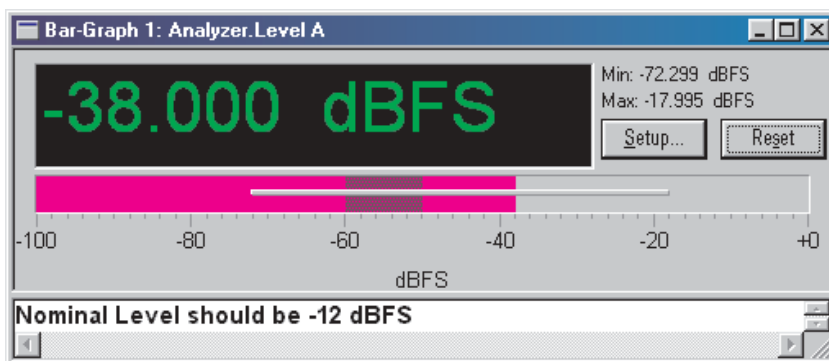 Bar-Graph 1: Analyzer.Level A
-38.000 dBFS
Min: -72.299 dBFS
Max: -17.995 dBFS
Setup... Reset
-100 -80 -60 -40 -20 +0
dBFS
Nominal Level should be -12 dBFS